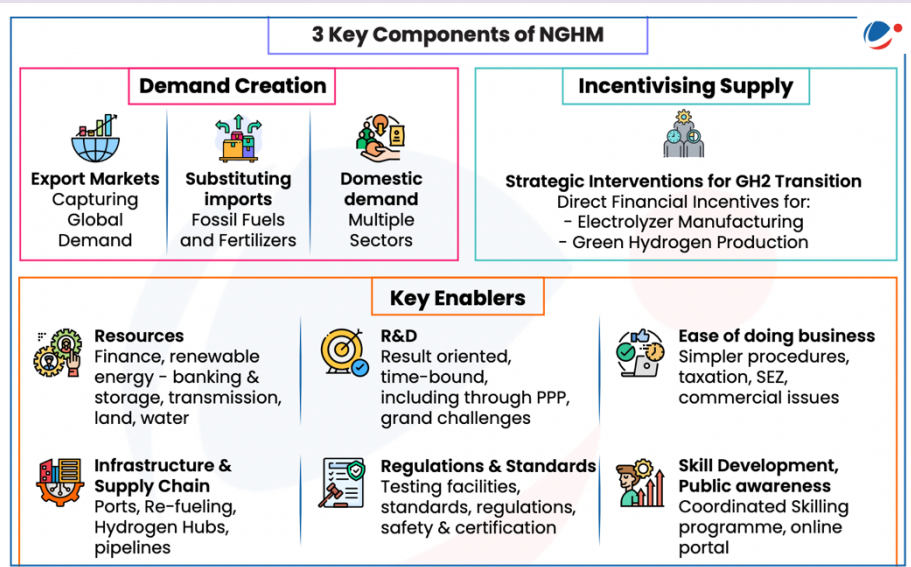 3 Key Components of NGHM
Demand Creation
Export Markets
Capturing
Global
Demand
Substituting
imports
Fossil Fuels
and Fertilizers
Domestic
demand
Multiple
Sectors
Incentivising Supply
Strategic Interventions for GH2 Transition
Direct Financial Incentives for:
- Electrolyzer Manufacturing
- Green Hydrogen Production
Key Enablers
Resources
Finance, renewable
energy - banking &
storage, transmission,
land, water
R&D
Result oriented,
time-bound,
including through PPP,
grand challenges
Ease of doing business
Simpler procedures,
taxation, SEZ,
commercial issues
Infrastructure &
Supply Chain
Ports, Re-fueling,
Hydrogen Hubs,
pipelines
Regulations & Standards
Testing facilities,
standards, regulations,
safety & certification
Skill Development,
Public awareness
Coordinated Skilling
programme, online
portal